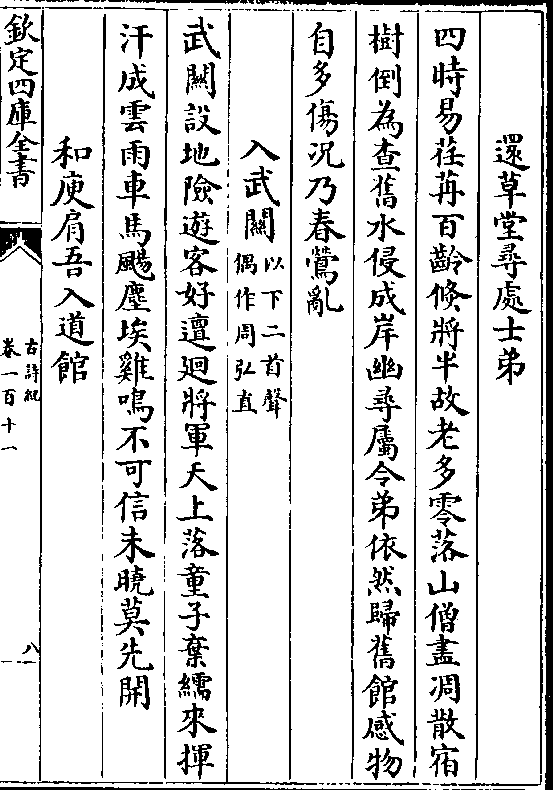 還草堂尋處士弟
四時易荏苒百齡倐將半故老多零落山僧盡凋散宿
樹倒為查舊水侵成岸幽尋屬令弟依然歸舊館感物
自多傷況乃春鶯亂
入武關以下二首聲
偶作周弘直
武關設地險遊客好邅迴將軍天上落童子棄繻來揮
汗成雲雨車馬颺塵埃雞鳴不可信未曉莫先開
和庾肩吾入道館
欽定四庫全書
古詩紀
卷一百十一
八